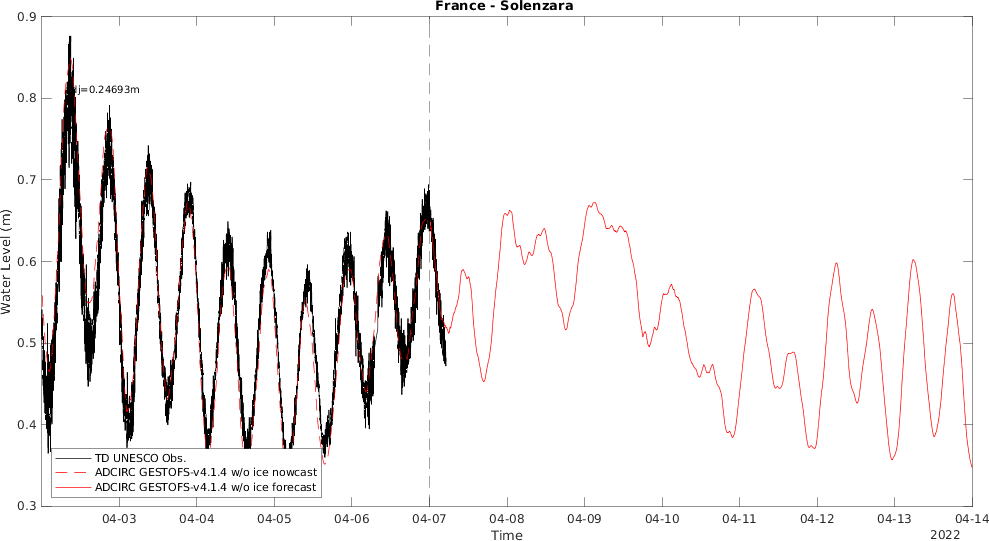 France - Solenzara
0.9
0.8
0.7
0.6
0.5
0.4
0.3
Water Level (m)
j=0.24693m
TD UNESCO Obs.
ADCIRC GESTOFS-v4.1.4 w/o ice nowcast
ADCIRC GESTOFS-v4.1.4 w/o ice forecast
04-03 04-04 04-05 04-06 04-07 04-08 04-09 04-10 04-11 04-12 04-13 04-14
Time
2022